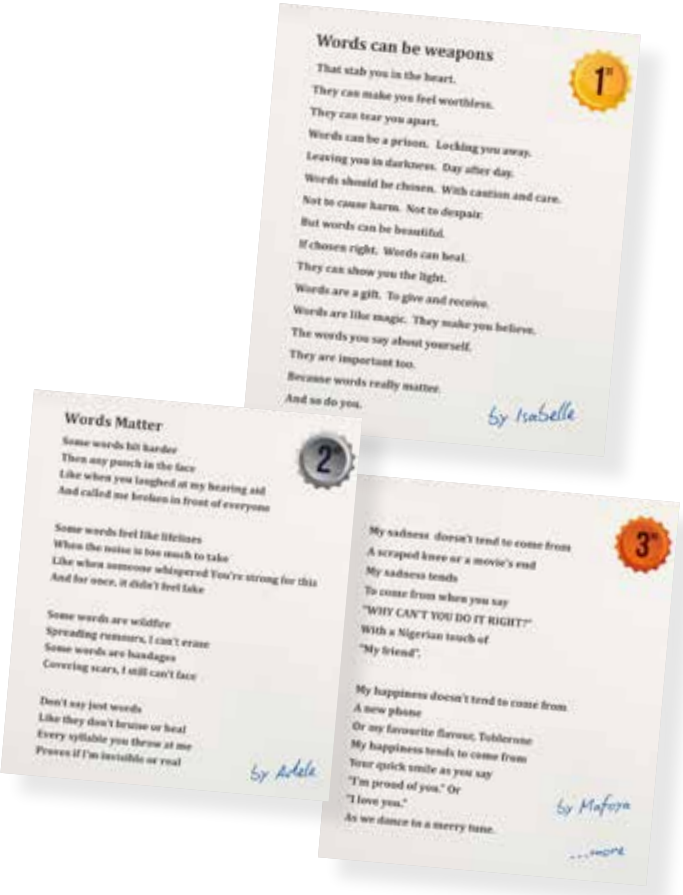 Words can be weapons
1st
That stab you in the heart.
They can make you feel worthless.
They can tear you apart.
Words can be a prison. Locking you away.
Leaving you in darkness. Day after day.
Words should be chosen. With caution and care.
Not to cause harm. Not to despair.
But words can be beautiful.
If chosen right. Words can heal.
They can show you the light.
Words are a gift. To give and receive.
Words are like magic. They make you believe.
The words you say about yourself.
They are important too.
Because words really matter.
And so do you.
by Isabelle
Words Matter
2nd
Some words hit harder
Then any punch in the face
Like when you laughed at my hearing aid
And called me broken in front of everyone
Some words feel like lifelines
When the noise is too much to take
Like when someone whispered You're strong for this
And for once, it didn't feel fake
Some words are wildfire
Spreading rumours, I can't erase
Some words are bandages
Covering scars, I still can't face
Don't say just words
Like they don't bruise or heal
Every syllable you throw at me
Proves if I'm invisible or real
by Adele
3rd
My sadness doesn't tend to come from
A scraped knee or a movie's end
My sadness tends
To come from when you say
"WHY CAN'T YOU DO IT RIGHT?"
With a Nigerian touch of
"My friend".
My happiness doesn't tend to come from
A new phone
Or my favourite flavour, Toblerone
My happiness tends to come from
Your quick smile as you say
"I'm proud of you." Or
"I love you."
As we dance to a merry tune.
by Mafoya
...more